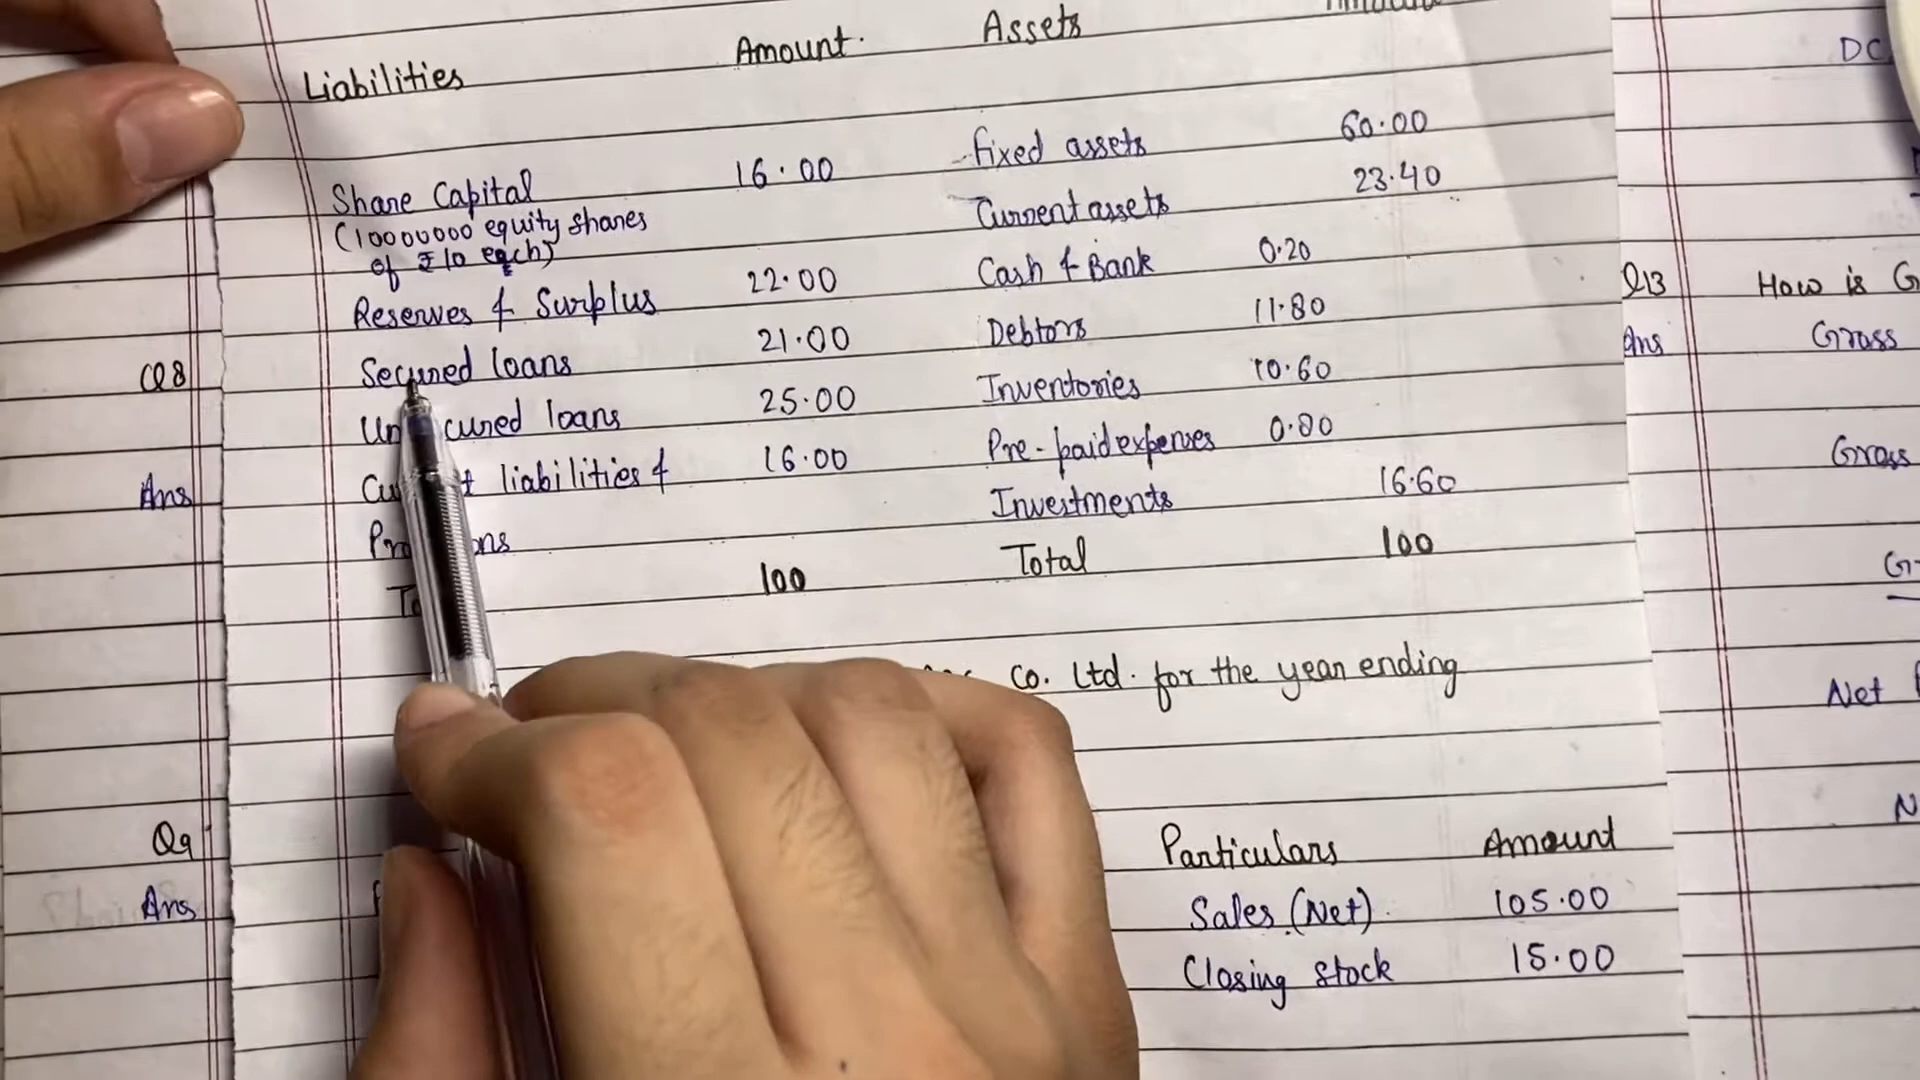 Liabilities Amount. Assets
Share Capital 16.00 fixed assets 60.00
(10000000 equity shares Current assets 23.40
of ₹10 each)
Reserves & Surplus 22.00 Cash & Bank 0.20
Secured loans 21.00 Debtors 11.80
cured loans 25.00 Inventories 10.60
liabilities & 16.00 Pre-paid expenses 0.80
Investments 16.60
100 Total 100
Co. Ltd. for the year ending
Particulars Amount
Sales (Net). 105.00
Closing stock 15.00
Q8
Ans
Q9
Ans
DC
Q13 How is G
Ans Gross
Gross
G
Net
N